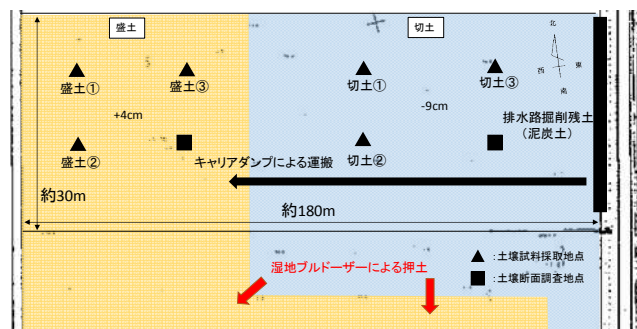 盛土
切土
北
西
東
南
盛土①
盛土③
切土①
切土③
+4cm
-9cm
排水路掘削残土
（泥炭土）
盛土②
切土②
キャリアダンプによる運搬
約30m
約180m
▲ :土壌試料採取地点
■ :土壌断面調査地点
湿地ブルドーザーによる押土